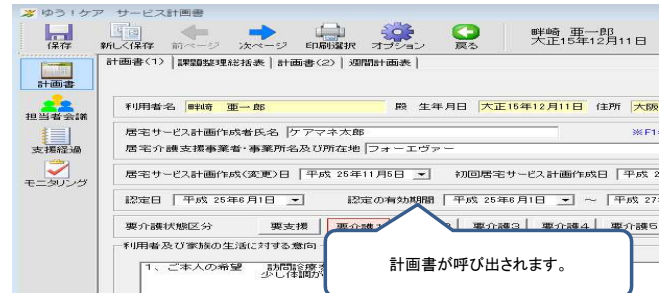 ゆう！ケア サービス計画書
保存 新しく保存 前ページ 次ページ 印刷選択 オプション 戻る 畔崎 亜一郎
大正15年12月11日
計画書(1) 課題整理総括表 計画書(2) 週間計画表
計画書
担当者会議
支援経過
モニタリング
利用者名 畔崎 亜一郎 殿 生年月日 大正15年12月11日 住所 大阪
居宅サービス計画作成者氏名 ケアマネ太郎 ※F1
居宅介護支援事業者・事業所名及び所在地 フォーエヴァー
居宅サービス計画作成(変更)日 平成 25年11月5日 初回居宅サービス計画作成日 平成 2
認定日 平成 25年6月1日 認定の有効期間 平成 25年6月1日 ～ 平成 27
要介護状態区分 要支援 要介護3 要介護4 要介護5
利用者及び家族の生活に対する意向
1、ご本人の希望 訪問診療
少し体調が
計画書が呼び出されます。